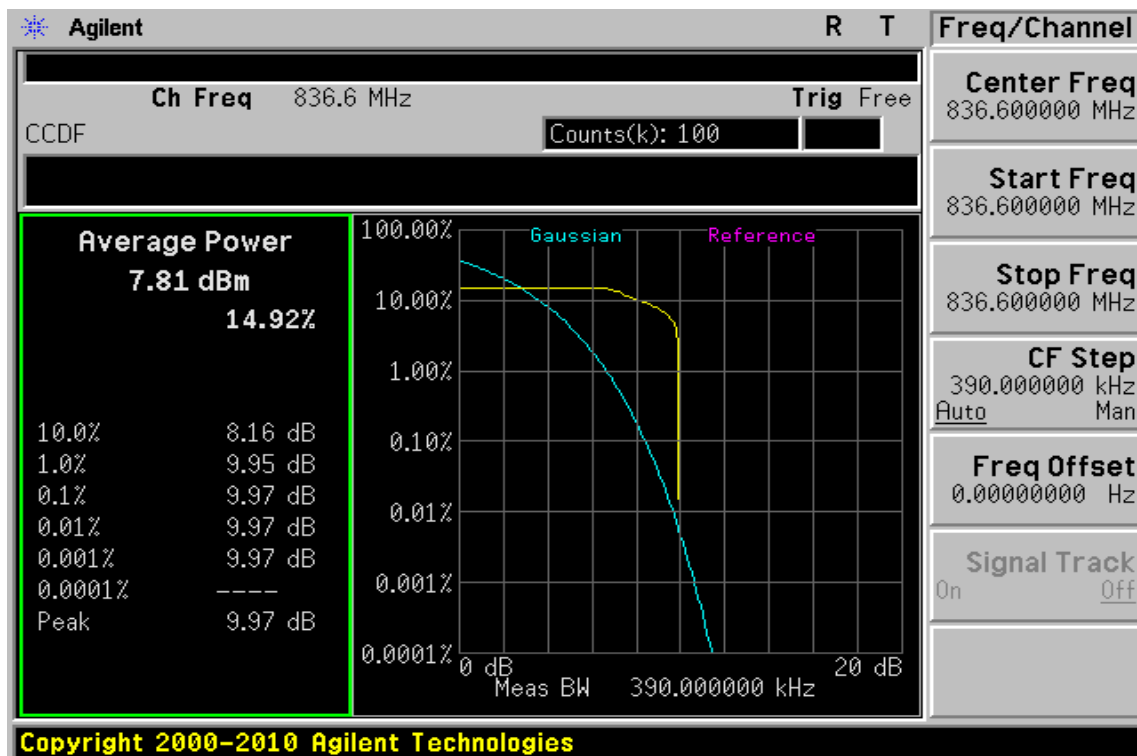 Agilent R T
Ch Freq 836.6 MHz Trig Free
CCDF Counts(k): 100
Average Power
7.81 dBm
14.92%
10.0% 8.16 dB
1.0% 9.95 dB
0.1% 9.97 dB
0.01% 9.97 dB
0.001% 9.97 dB
0.0001% ----
Peak 9.97 dB
Gaussian Reference
100.00%
10.00%
1.00%
0.10%
0.01%
0.001%
0.0001%
0 dB 20 dB
Meas BW 390.000000 kHz
Freq/Channel
Center Freq
836.600000 MHz
Start Freq
836.600000 MHz
Stop Freq
836.600000 MHz
CF Step
390.000000 kHz
Auto Man
Freq Offset
0.00000000 Hz
Signal Track
On Off
Copyright 2000-2010 Agilent Technologies